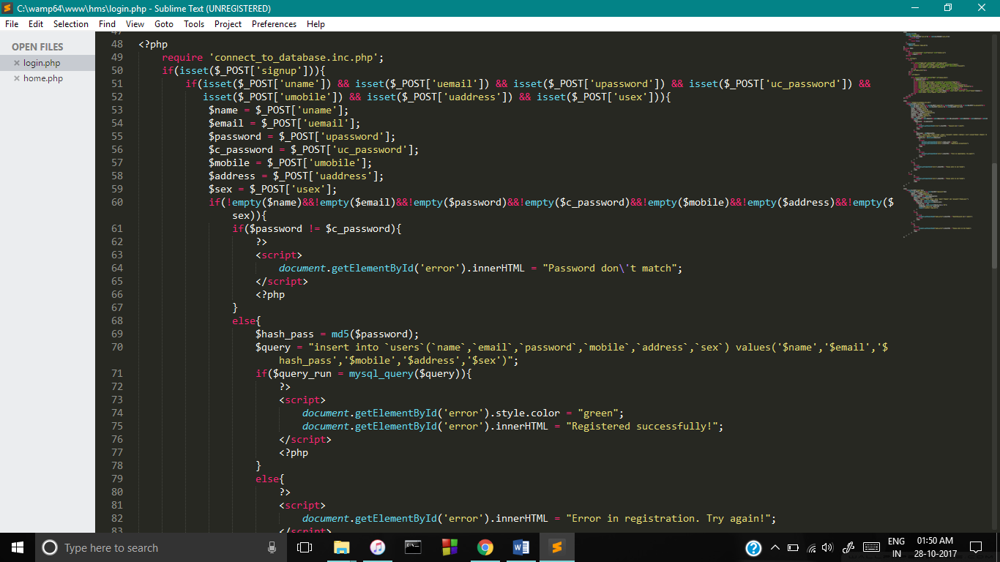 C:\wamp64\www\hms\login.php - Sublime Text (UNREGISTERED)
File Edit Selection Find View Goto Tools Project Preferences Help
OPEN FILES
login.php
home.php
47
48 <?php
49 require 'connect_to_database.inc.php';
50 if(isset($_POST['signup'])){
51 if(isset($_POST['uname']) && isset($_POST['uemail']) && isset($_POST['upassword']) && isset($_POST['uc_password']) &&
52 isset($_POST['umobile']) && isset($_POST['uaddress']) && isset($_POST['usex'])){
53 $name = $_POST['uname'];
54 $email = $_POST['uemail'];
55 $password = $_POST['upassword'];
56 $c_password = $_POST['uc_password'];
57 $mobile = $_POST['umobile'];
58 $address = $_POST['uaddress'];
59 $sex = $_POST['usex'];
60 if(!empty($name)&&!empty($email)&&!empty($password)&&!empty($c_password)&&!empty($mobile)&&!empty($address)&&!empty($
sex)){
61 if($password != $c_password){
62 ?>
63 <script>
64 document.getElementById('error').innerHTML = "Password don\'t match";
65 </script>
66 <?php
67 }
68 else{
69 $hash_pass = md5($password);
70 $query = "insert into `users`(`name`,`email`,`password`,`mobile`,`address`,`sex`) values('$name','$email','$
hash_pass','$mobile','$address','$sex')";
71 if($query_run = mysql_query($query)){
72 ?>
73 <script>
74 document.getElementById('error').style.color = "green";
75 document.getElementById('error').innerHTML = "Registered successfully!";
76 </script>
77 <?php
78 }
79 else{
80 ?>
81 <script>
82 document.getElementById('error').innerHTML = "Error in registration. Try again!";
83 </script>
Type here to search
ENG
IN
01:50 AM
28-10-2017